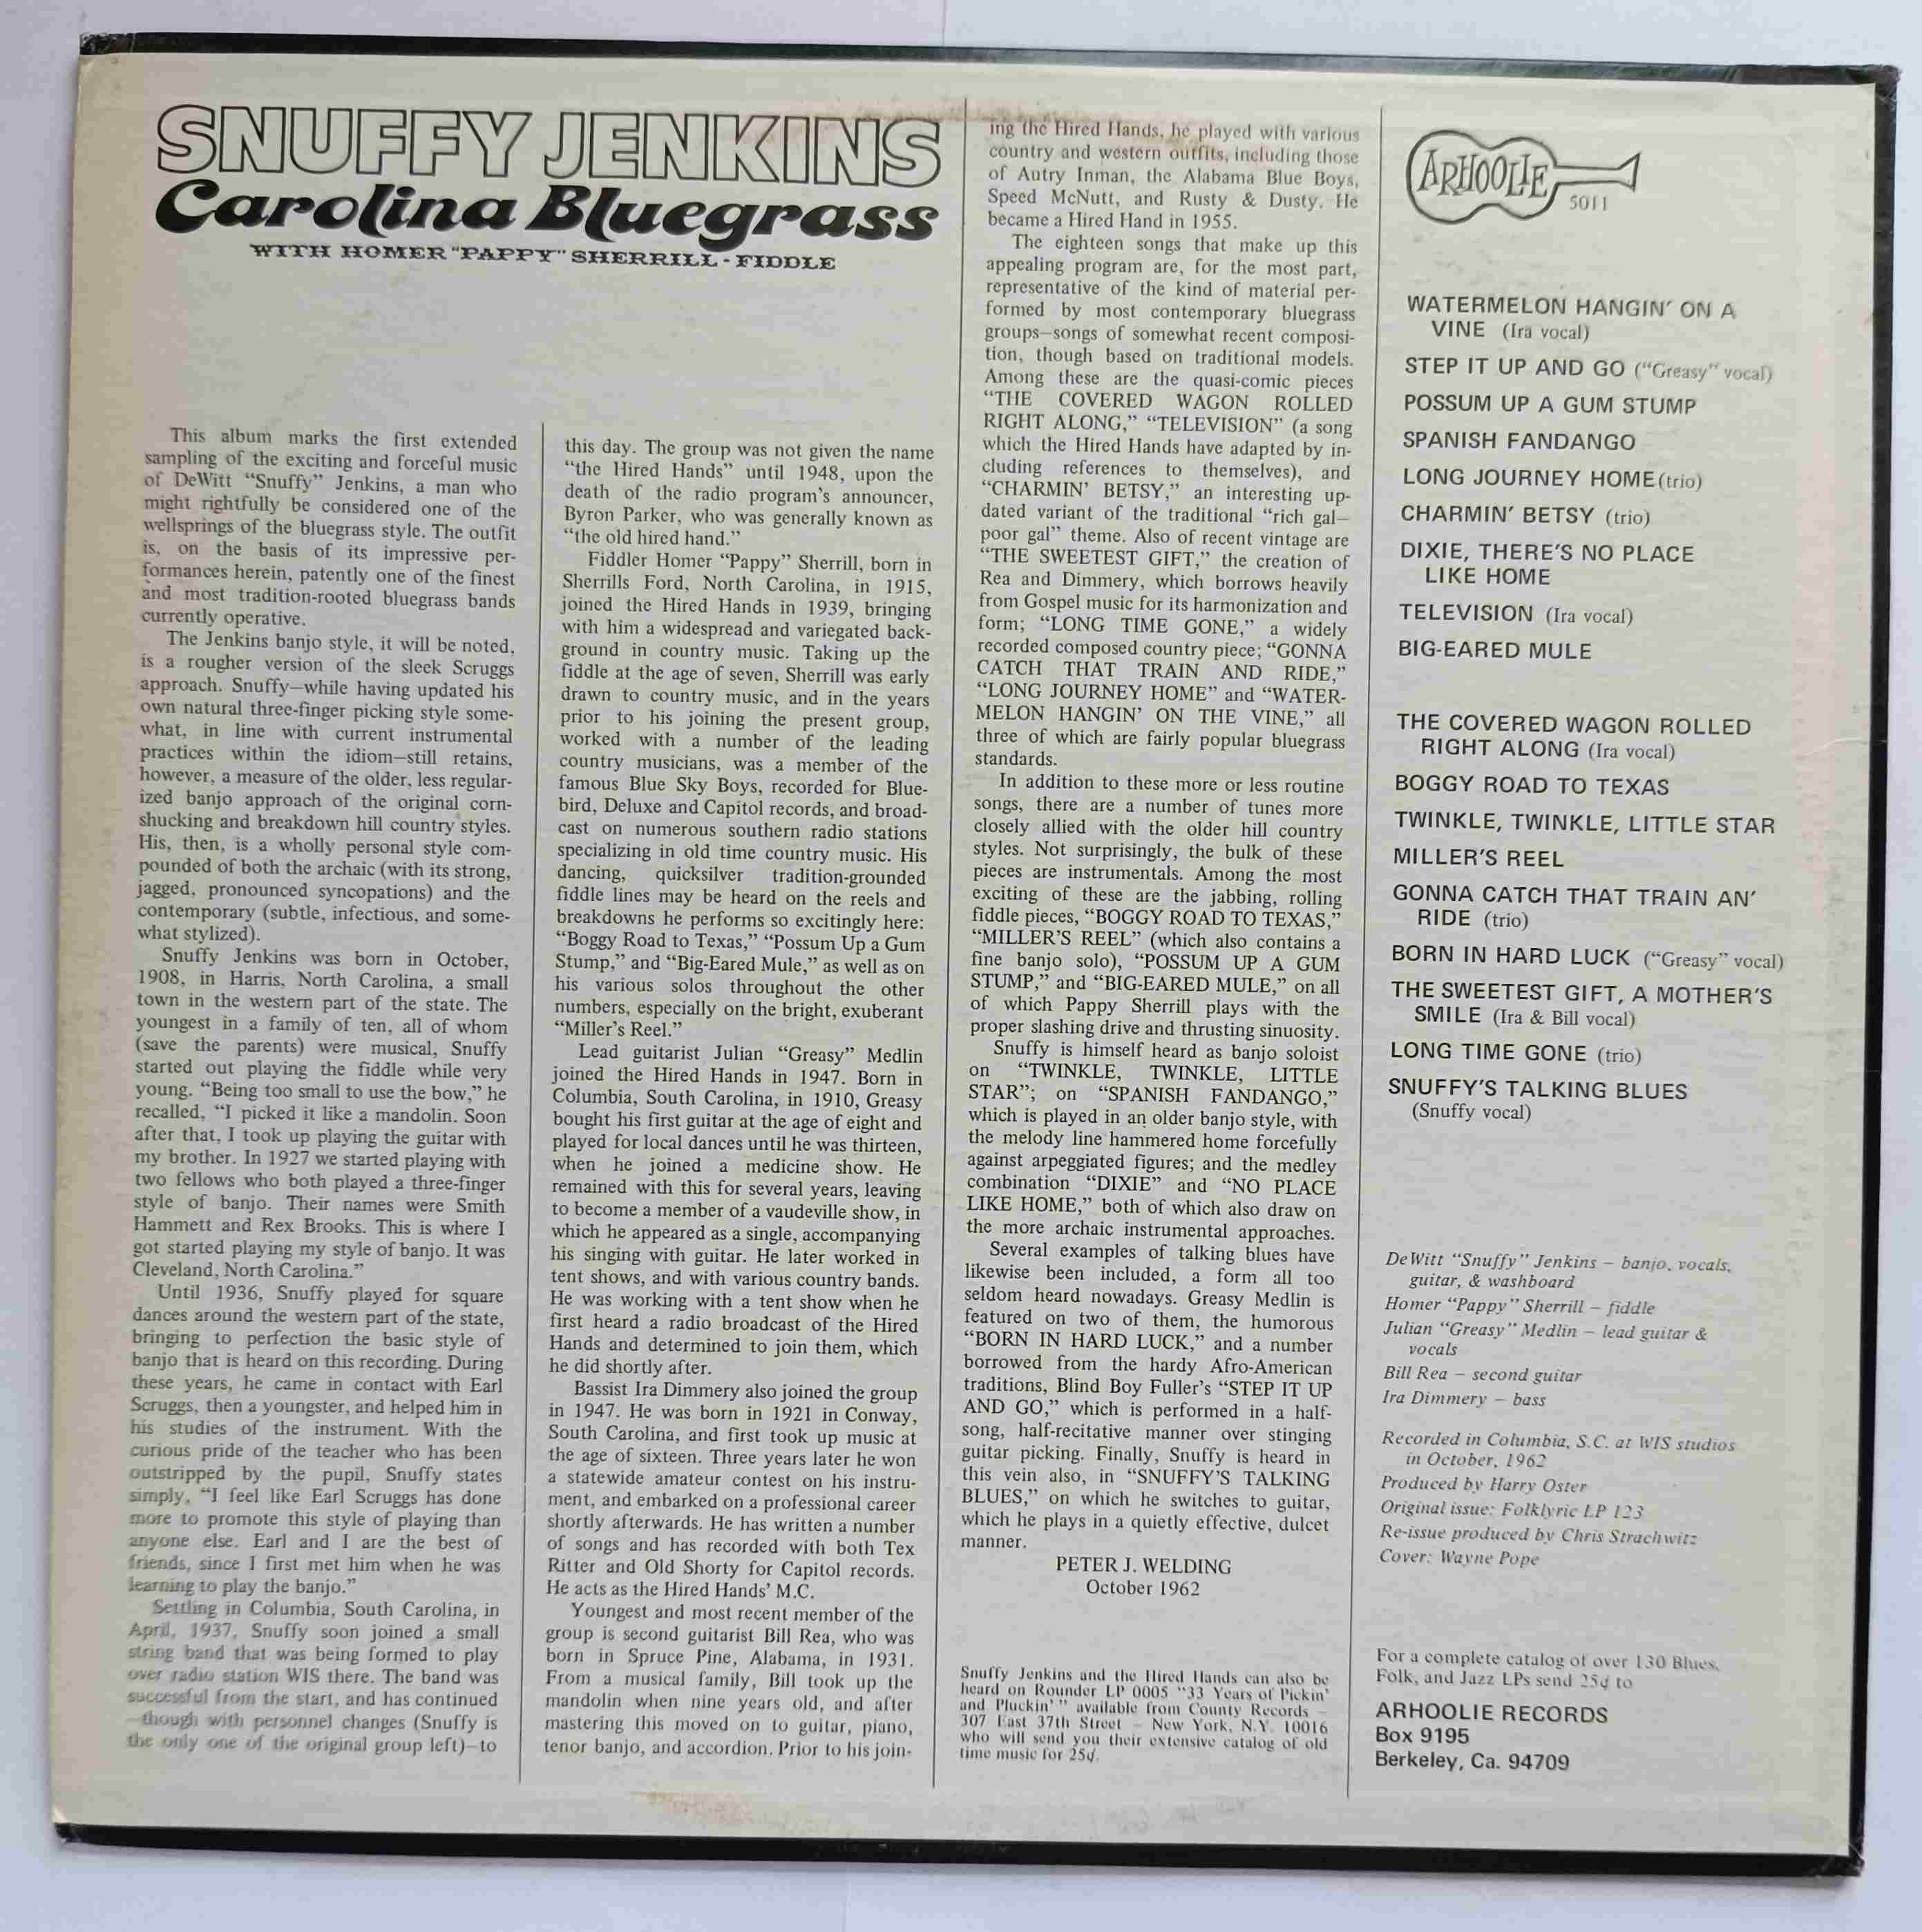 SNUFFY JENKINS
Carolina Bluegrass
WITH HOMER "PAPPY" SHERRILL - FIDDLE
This album marks the first extended
sampling of the exciting and forceful music
of DeWitt “Snuffy” Jenkins, a man who
might rightfully be considered one of the
wellsprings of the bluegrass style. The outfit
is, on the basis of its impressive per-
formances herein, patently one of the finest
and most tradition-rooted bluegrass bands
currently operative.
The Jenkins banjo style, it will be noted,
is a rougher version of the sleek Scruggs
approach. Snuffy—while having updated his
own natural three-finger picking style some-
what, in line with current instrumental
practices within the idiom—still retains,
however, a measure of the older, less regular-
ized banjo approach of the original corn-
shucking and breakdown hill country styles.
His, then, is a wholly personal style com-
pounded of both the archaic (with its strong,
jagged, pronounced syncopations) and the
contemporary (subtle, infectious, and some-
what stylized).
Snuffy Jenkins was born in October,
1908, in Harris, North Carolina, a small
town in the western part of the state. The
youngest in a family of ten, all of whom
(save the parents) were musical, Snuffy
started out playing the fiddle while very
young. “Being too small to use the bow,” he
recalled, “I picked it like a mandolin. Soon
after that, I took up playing the guitar with
my brother. In 1927 we started playing with
two fellows who both played a three-finger
style of banjo. Their names were Smith
Hammett and Rex Brooks. This is where I
got started playing my style of banjo. It was
Cleveland, North Carolina.”
Until 1936, Snuffy played for square
dances around the western part of the state,
bringing to perfection the basic style of
banjo that is heard on this recording. During
these years, he came in contact with Earl
Scruggs, then a youngster, and helped him in
his studies of the instrument. With the
curious pride of the teacher who has been
outstripped by the pupil, Snuffy states
simply, “I feel like Earl Scruggs has done
more to promote this style of playing than
anyone else. Earl and I are the best of
friends, since I first met him when he was
learning to play the banjo.”
Settling in Columbia, South Carolina, in
April, 1937, Snuffy soon joined a small
string band that was being formed to play
over radio station WIS there. The band was
successful from the start, and has continued
—though with personnel changes (Snuffy is
the only one of the original group left)—to
this day. The group was not given the name
“the Hired Hands” until 1948, upon the
death of the radio program’s announcer,
Byron Parker, who was generally known as
“the old hired hand.”
Fiddler Homer “Pappy” Sherrill, born in
Sherrills Ford, North Carolina, in 1915,
joined the Hired Hands in 1939, bringing
with him a widespread and variegated back-
ground in country music. Taking up the
fiddle at the age of seven, Sherrill was early
drawn to country music, and in the years
prior to his joining the present group,
worked with a number of the leading
country musicians, was a member of the
famous Blue Sky Boys, recorded for Blue-
bird, Deluxe and Capitol records, and broad-
cast on numerous southern radio stations
specializing in old time country music. His
dancing, quicksilver tradition-grounded
fiddle lines may be heard on the reels and
breakdowns he performs so excitingly here:
“Boggy Road to Texas,” “Possum Up a Gum
Stump,” and “Big-Eared Mule,” as well as on
his various solos throughout the other
numbers, especially on the bright, exuberant
“Miller’s Reel.”
Lead guitarist Julian “Greasy” Medlin
joined the Hired Hands in 1947. Born in
Columbia, South Carolina, in 1910, Greasy
bought his first guitar at the age of eight and
played for local dances until he was thirteen,
when he joined a medicine show. He
remained with this for several years, leaving
to become a member of a vaudeville show, in
which he appeared as a single, accompanying
his singing with guitar. He later worked in
tent shows, and with various country bands.
He was working with a tent show when he
first heard a radio broadcast of the Hired
Hands and determined to join them, which
he did shortly after.
Bassist Ira Dimmery also joined the group
in 1947. He was born in 1921 in Conway,
South Carolina, and first took up music at
the age of sixteen. Three years later he won
a statewide amateur contest on his instru-
ment, and embarked on a professional career
shortly afterwards. He has written a number
of songs and has recorded with both Tex
Ritter and Old Shorty for Capitol records.
He acts as the Hired Hands’ M.C.
Youngest and most recent member of the
group is second guitarist Bill Rea, who was
born in Spruce Pine, Alabama, in 1931.
From a musical family, Bill took up the
mandolin when nine years old, and after
mastering this moved on to guitar, piano,
tenor banjo, and accordion. Prior to his join-
ing the Hired Hands, he played with various
country and western outfits, including those
of Autry Inman, the Alabama Blue Boys,
Speed McNutt, and Rusty & Dusty. He
became a Hired Hand in 1955.
The eighteen songs that make up this
appealing program are, for the most part,
representative of the kind of material per-
formed by most contemporary bluegrass
groups—songs of somewhat recent composi-
tion, though based on traditional models.
Among these are the quasi-comic pieces
“THE COVERED WAGON ROLLED
RIGHT ALONG,” “TELEVISION” (a song
which the Hired Hands have adapted by in-
cluding references to themselves), and
“CHARMIN’ BETSY,” an interesting up-
dated variant of the traditional “rich gal—
poor gal” theme. Also of recent vintage are
“THE SWEETEST GIFT,” the creation of
Rea and Dimmery, which borrows heavily
from Gospel music for its harmonization and
form; “LONG TIME GONE,” a widely
recorded composed country piece; “GONNA
CATCH THAT TRAIN AND RIDE,”
“LONG JOURNEY HOME” and “WATER-
MELON HANGIN’ ON THE VINE,” all
three of which are fairly popular bluegrass
standards.
In addition to these more or less routine
songs, there are a number of tunes more
closely allied with the older hill country
styles. Not surprisingly, the bulk of these
pieces are instrumentals. Among the most
exciting of these are the jabbing, rolling
fiddle pieces, “BOGGY ROAD TO TEXAS,”
“MILLER’S REEL” (which also contains a
fine banjo solo), “POSSUM UP A GUM
STUMP,” and “BIG-EARED MULE,” on all
of which Pappy Sherrill plays with the
proper slashing drive and thrusting sinuosity.
Snuffy is himself heard as banjo soloist
on “TWINKLE, TWINKLE, LITTLE
STAR”; on “SPANISH FANDANGO,”
which is played in an older banjo style, with
the melody line hammered home forcefully
against arpeggiated figures; and the medley
combination “DIXIE” and “NO PLACE
LIKE HOME,” both of which also draw on
the more archaic instrumental approaches.
Several examples of talking blues have
likewise been included, a form all too
seldom heard nowadays. Greasy Medlin is
featured on two of them, the humorous
“BORN IN HARD LUCK,” and a number
borrowed from the hardy Afro-American
traditions, Blind Boy Fuller’s “STEP IT UP
AND GO,” which is performed in a half-
song, half-recitative manner over stinging
guitar picking. Finally, Snuffy is heard in
this vein also, in “SNUFFY’S TALKING
BLUES,” on which he switches to guitar,
which he plays in a quietly effective, dulcet
manner.
PETER J. WELDING
October 1962
Snuffy Jenkins and the Hired Hands can also be
heard on Rounder LP 0005 “33 Years of Pickin’
and Pluckin’” available from County Records —
307 East 37th Street — New York, N.Y. 10016
who will send you their extensive catalog of old
time music for 25¢.
ARHOOLIE
5011
WATERMELON HANGIN’ ON A
VINE (Ira vocal)
STEP IT UP AND GO (“Greasy” vocal)
POSSUM UP A GUM STUMP
SPANISH FANDANGO
LONG JOURNEY HOME (trio)
CHARMIN’ BETSY (trio)
DIXIE, THERE’S NO PLACE
LIKE HOME
TELEVISION (Ira vocal)
BIG-EARED MULE
THE COVERED WAGON ROLLED
RIGHT ALONG (Ira vocal)
BOGGY ROAD TO TEXAS
TWINKLE, TWINKLE, LITTLE STAR
MILLER’S REEL
GONNA CATCH THAT TRAIN AN’
RIDE (trio)
BORN IN HARD LUCK (“Greasy” vocal)
THE SWEETEST GIFT, A MOTHER’S
SMILE (Ira & Bill vocal)
LONG TIME GONE (trio)
SNUFFY’S TALKING BLUES
(Snuffy vocal)
DeWitt “Snuffy” Jenkins — banjo, vocals,
guitar, & washboard
Homer “Pappy” Sherrill — fiddle
Julian “Greasy” Medlin — lead guitar &
vocals
Bill Rea — second guitar
Ira Dimmery — bass
Recorded in Columbia, S.C. at WIS studios
in October, 1962
Produced by Harry Oster
Original issue: Folklyric LP 123
Re-issue produced by Chris Strachwitz
Cover: Wayne Pope
For a complete catalog of over 130 Blues,
Folk, and Jazz LPs send 25¢ to
ARHOOLIE RECORDS
Box 9195
Berkeley, Ca. 94709